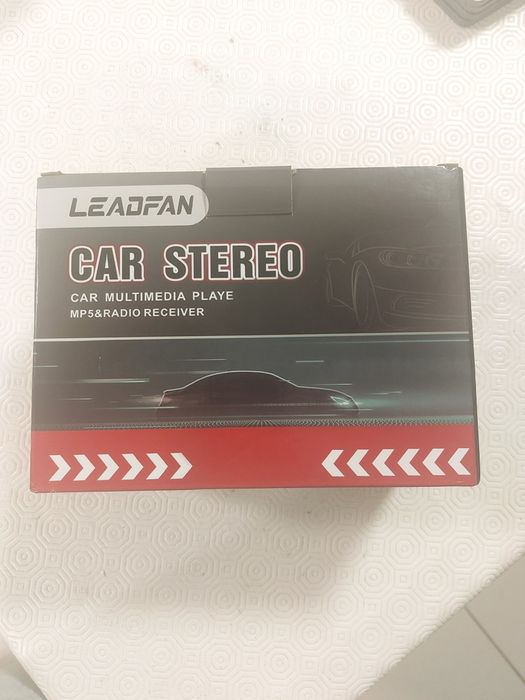 LEADFAN
CAR STEREO
CAR MULTIMEDIA PLAYE
MP5&RADIO RECEIVER